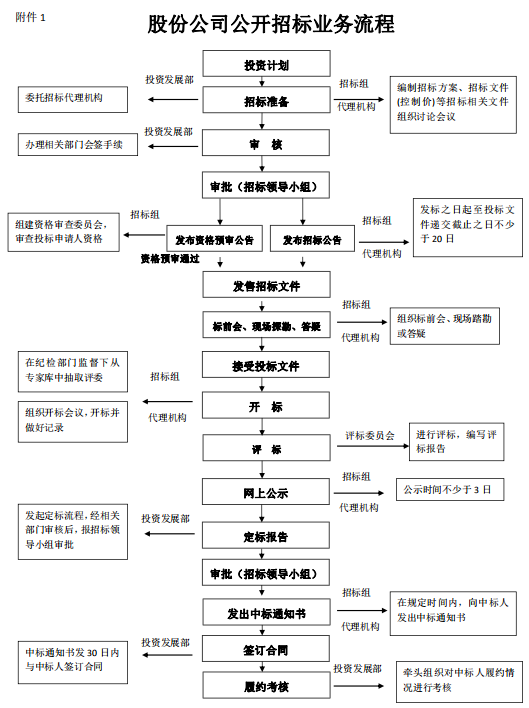 附件 1
股份公司公开招标业务流程
投资计划
投资发展部
委托招标代理机构
招标准备
招标组
代理机构
编制招标方案、招标文件
(控制价)等招标相关文件
组织讨论会议
投资发展部
办理相关部门会签手续
审 核
审批（招标领导小组）
招标组
组建资格审查委员会，
审查投标申请人资格
发布资格预审公告
资格预审通过
发布招标公告
招标组
代理机构
发标之日起至投标文
件递交截止之日不少
于 20 日
发售招标文件
标前会、现场探勘、答疑
招标组
代理机构
组织标前会、现场踏勘
或答疑
接受投标文件
在纪检部门监督下从
专家库中抽取评委
招标组
代理机构
组织开标会议，开标并
做好记录
开 标
评 标
评标委员会
进行评标，编写评
标报告
网上公示
招标组
代理机构
公示时间不少于 3 日
发起定标流程，经相关
部门审核后，报招标领
导小组审批
投资发展部
定标报告
审批（招标领导小组）
发出中标通知书
招标组
代理机构
在规定时间内，向中标人
发出中标通知书
投资发展部
中标通知书发 30 日内
与中标人签订合同
签订合同
履约考核
投资发展部
牵头组织对中标人履约情
况进行考核